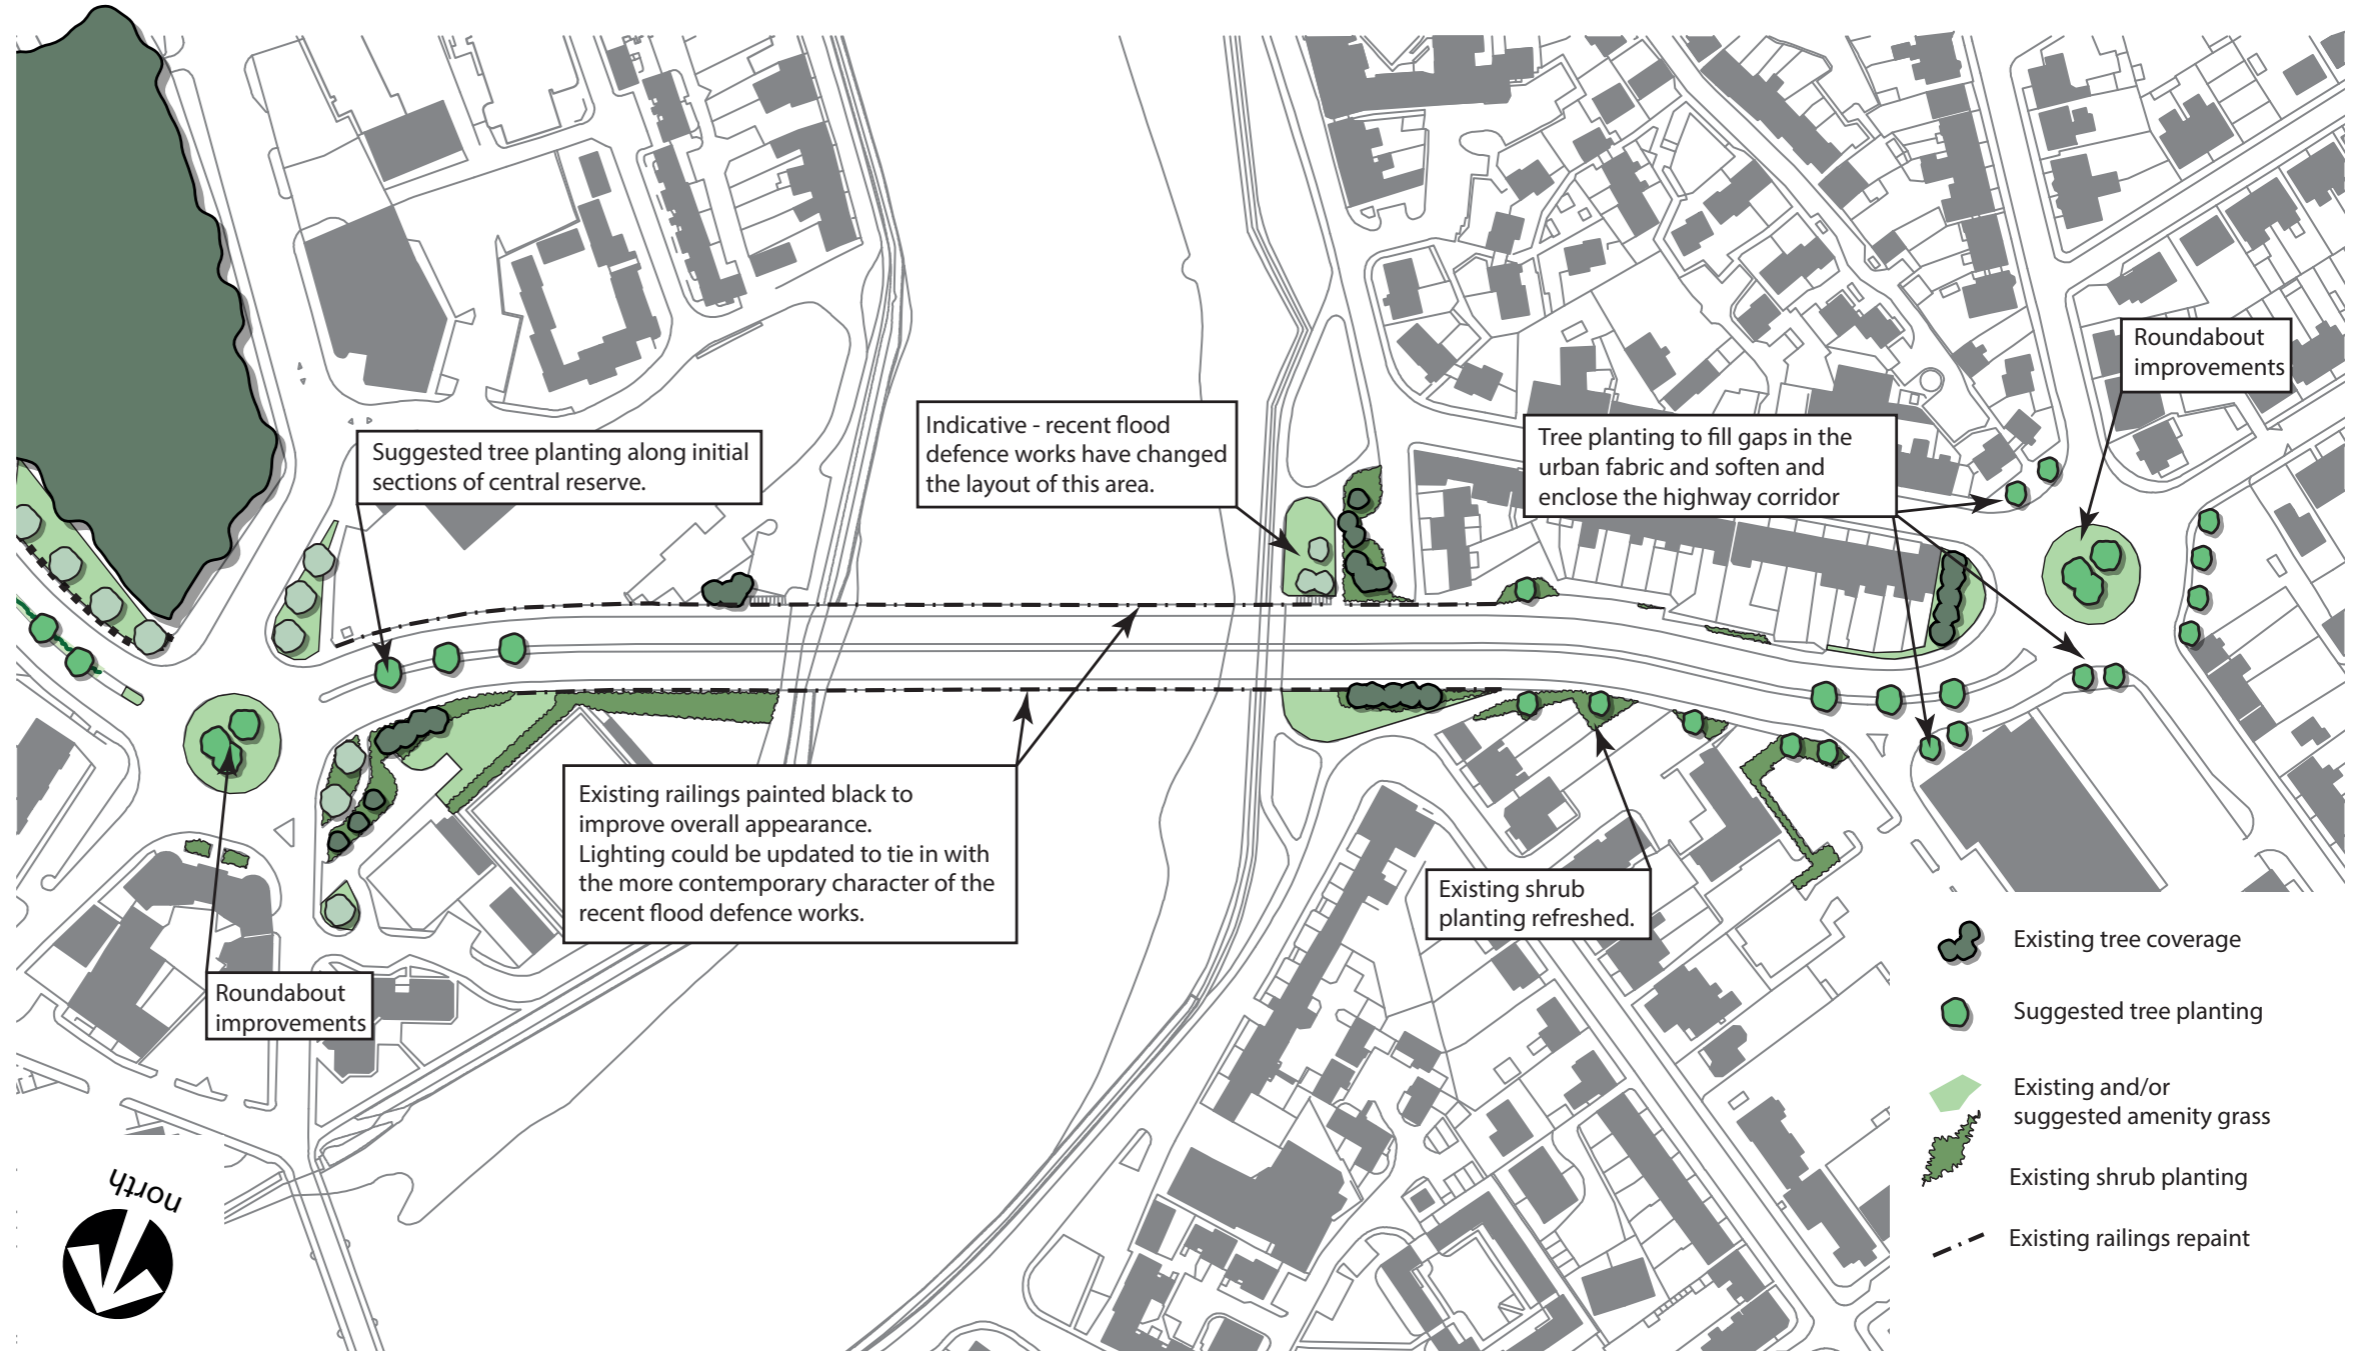 Roundabout
improvements
Suggested tree planting along initial
sections of central reserve.
Indicative - recent flood
defence works have changed
the layout of this area.
Tree planting to fill gaps in the
urban fabric and soften and
enclose the highway corridor
Existing railings painted black to
improve overall appearance.
Lighting could be updated to tie in with
the more contemporary character of the
recent flood defence works.
Existing shrub
planting refreshed.
Roundabout
improvements
Existing tree coverage
Suggested tree planting
Existing and/or
suggested amenity grass
Existing shrub planting
Existing railings repaint
north